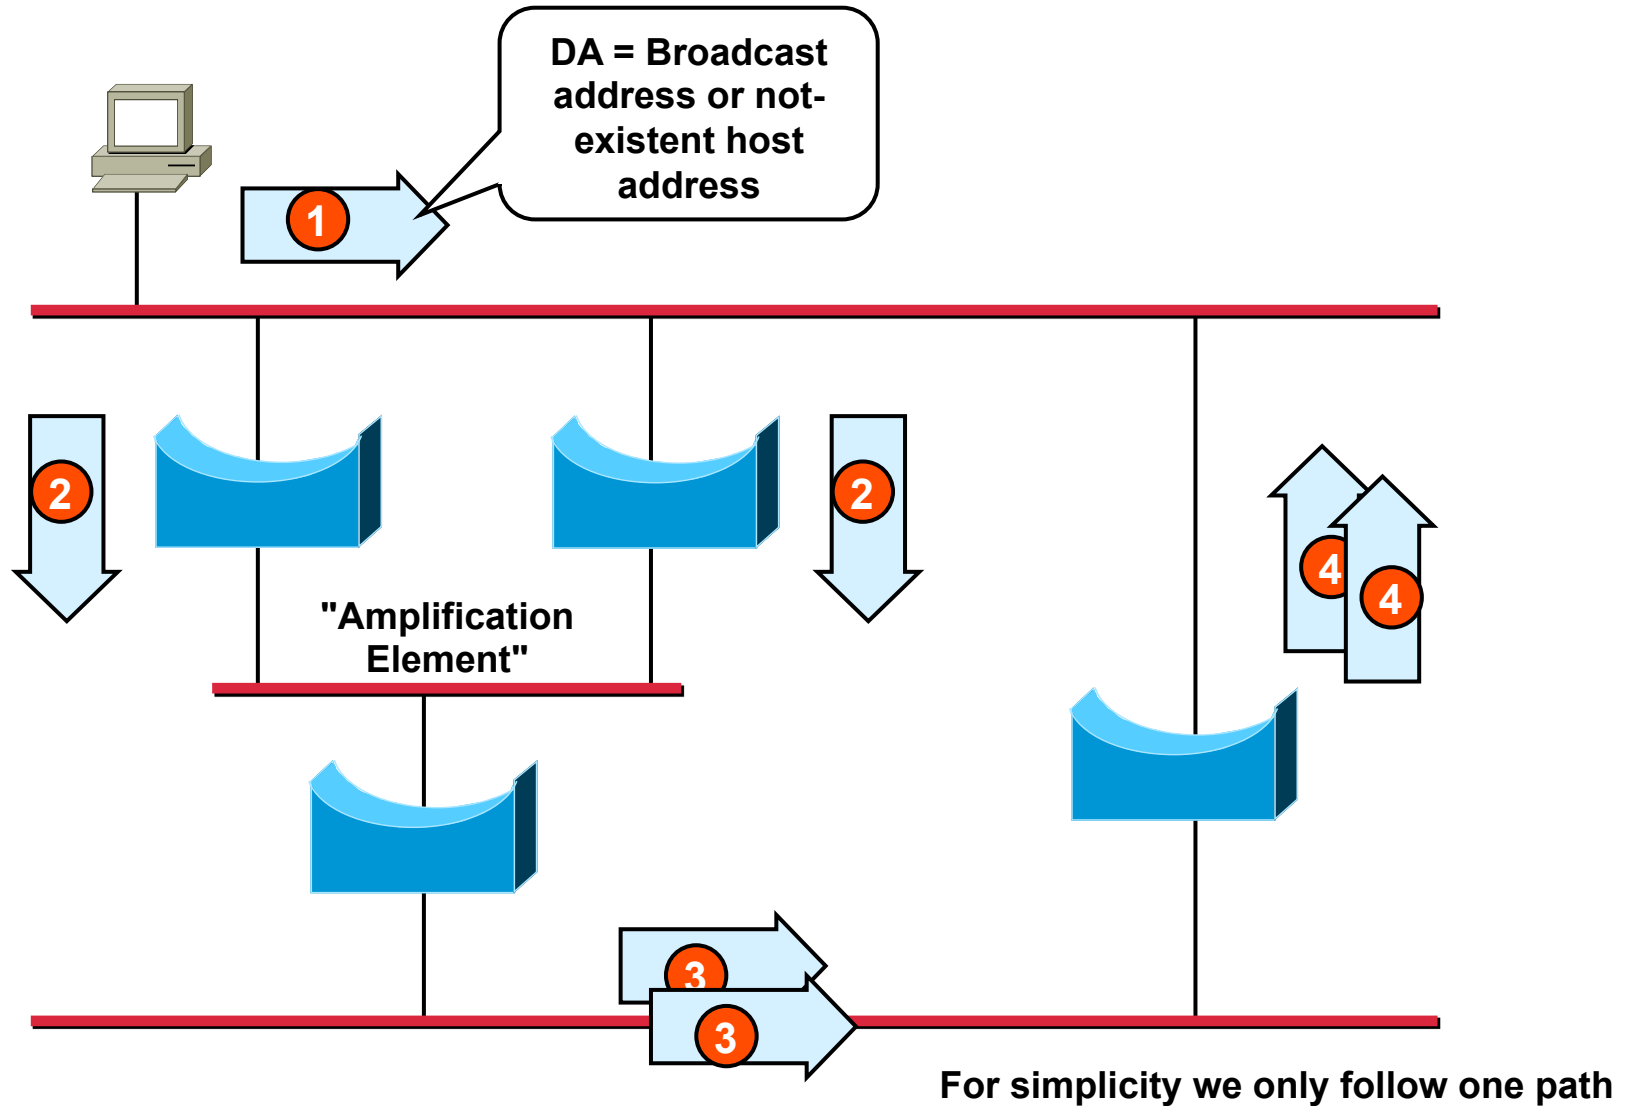 DA = Broadcast
address or not-
existent host
address
1
2
2
4
4
"Amplification
Element"
3
3
For simplicity we only follow one path